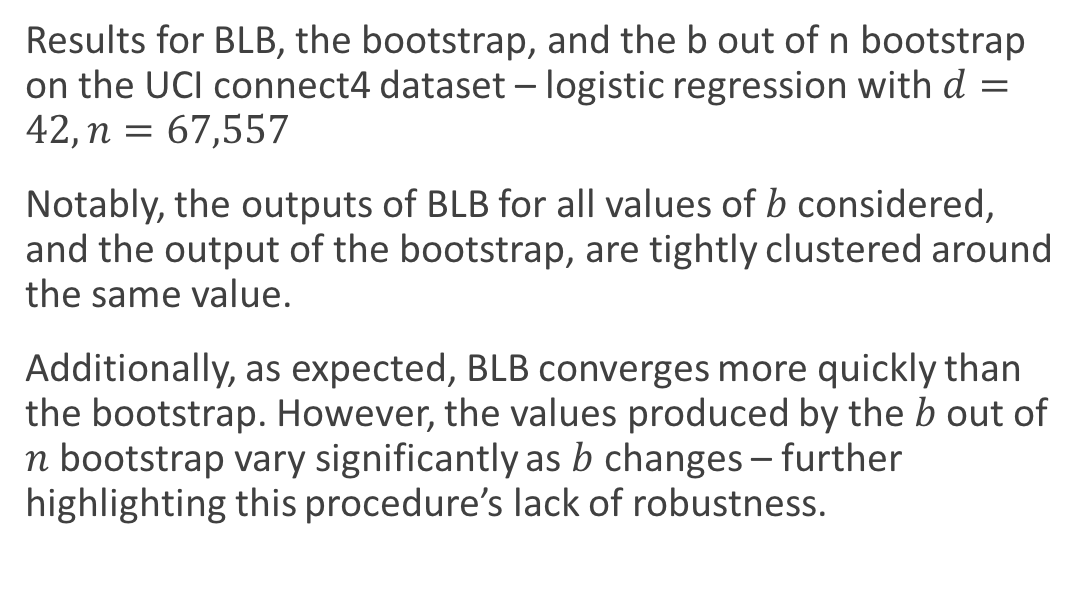 Results for BLB, the bootstrap, and the b out of n bootstrap
on the UCI connect4 dataset – logistic regression with 𝑑 =
42, 𝑛 = 67,557
Notably, the outputs of BLB for all values of 𝑏 considered,
and the output of the bootstrap, are tightly clustered around
the same value.
Additionally, as expected, BLB converges more quickly than
the bootstrap. However, the values produced by the 𝑏 out of
𝑛 bootstrap vary significantly as 𝑏 changes – further
highlighting this procedure’s lack of robustness.